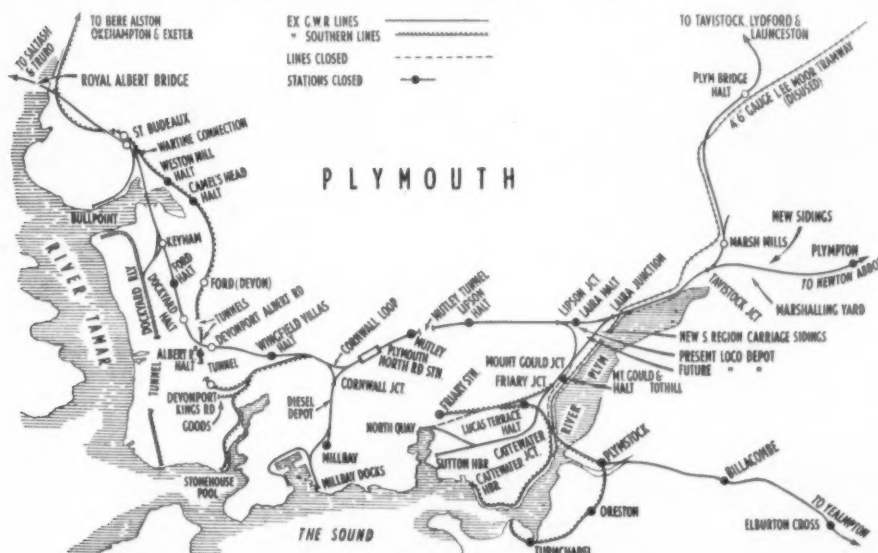 TO BERE ALSTON
OKEHAMPTON & EXETER
TO SALTASH
& TRURO
ROYAL ALBERT BRIDGE
EX G.W.R LINES
" SOUTHERN LINES
LINES CLOSED
STATIONS CLOSED
TO TAVISTOCK, LYDFORD &
LAUNCESTON
PLYM BRIDGE
HALT
4' 6" GAUGE LEE MOOR TRAMWAY
(DISUSED)
ST BUDEAUX
WARTIME CONNECTION
WESTON MILL
HALT
CAMEL'S HEAD
HALT
PLYMOUTH
BULLPOINT
RIVER TAMAR
KEYHAM
FORD HALT
DOCKYARD RLY
DOCKYARD HALT
FORD (DEVON)
TUNNELS
DEVONPORT ALBERT RD
WINGFIELD VILLAS
HALT
ALBERT RD
HALT
TUNNEL
TUNNEL
DEVONPORT
KINGS RD
GOODS
STONEHOUSE
POOL
CORNWALL LOOP
CORNWALL JCT.
DIESEL
DEPOT
MILLBAY
MILLBAY DOCKS
MUTLEY TUNNEL
MUTLEY
PLYMOUTH
NORTH RD STN.
LIPSON
HALT
LIPSON JCT.
LAIRA HALT
LAIRA JUNCTION
MARSH MILLS
NEW SIDINGS
PLYMPTON
TO NEWTON ABBOT
TAVISTOCK JCT.
MARSHALLING YARD
NEW S. REGION CARRIAGE SIDINGS
PRESENT LOCO DEPOT
FUTURE " "
MOUNT GOULD JCT.
FRIARY JCT.
MT. GOULD &
HALT TOTHILL
RIVER PLYM
FRIARY STN.
LUCAS TERRACE
HALT
NORTH QUAY
SUTTON HBR
CATTEWATER
JCT.
CATTEWATER
HBR
PLYMSTOCK
BILLACOMBE
TO YEALMPTON
ELBURTON CROSS
ORESTON
TURNCHAPEL
THE SOUND